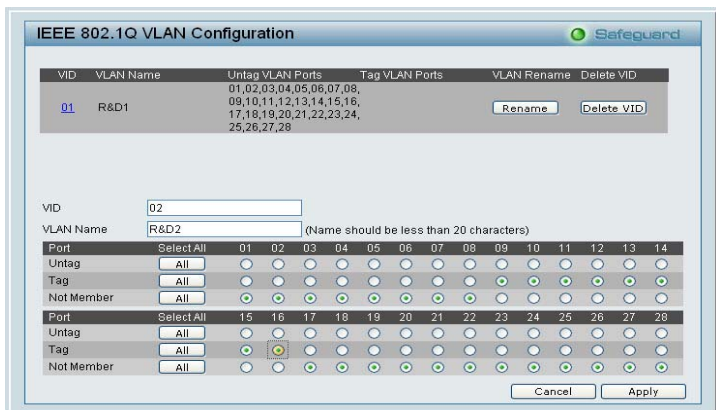 IEEE 802.1Q VLAN Configuration
Safeguard
VID VLAN Name Untag VLAN Ports Tag VLAN Ports VLAN Rename Delete VID
01 R&D1 01,02,03,04,05,06,07,08,
09,10,11,12,13,14,15,16,
17,18,19,20,21,22,23,24,
25,26,27,28
Rename Delete VID
VID 02
VLAN Name R&D2 (Name should be less than 20 characters)
Port Select All 01 02 03 04 05 06 07 08 09 10 11 12 13 14
Untag All
Tag All
Not Member All
Port Select All 15 16 17 18 19 20 21 22 23 24 25 26 27 28
Untag All
Tag All
Not Member All
Cancel Apply